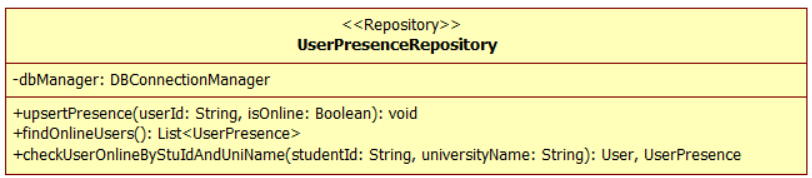 <<Repository>>
UserPresenceRepository
-dbManager: DBConnectionManager
+upsertPresence(userId: String, isOnline: Boolean): void
+findOnlineUsers(): List<UserPresence>
+checkUserOnlineByStuIdAndUniName(studentId: String, universityName: String): User, UserPresence